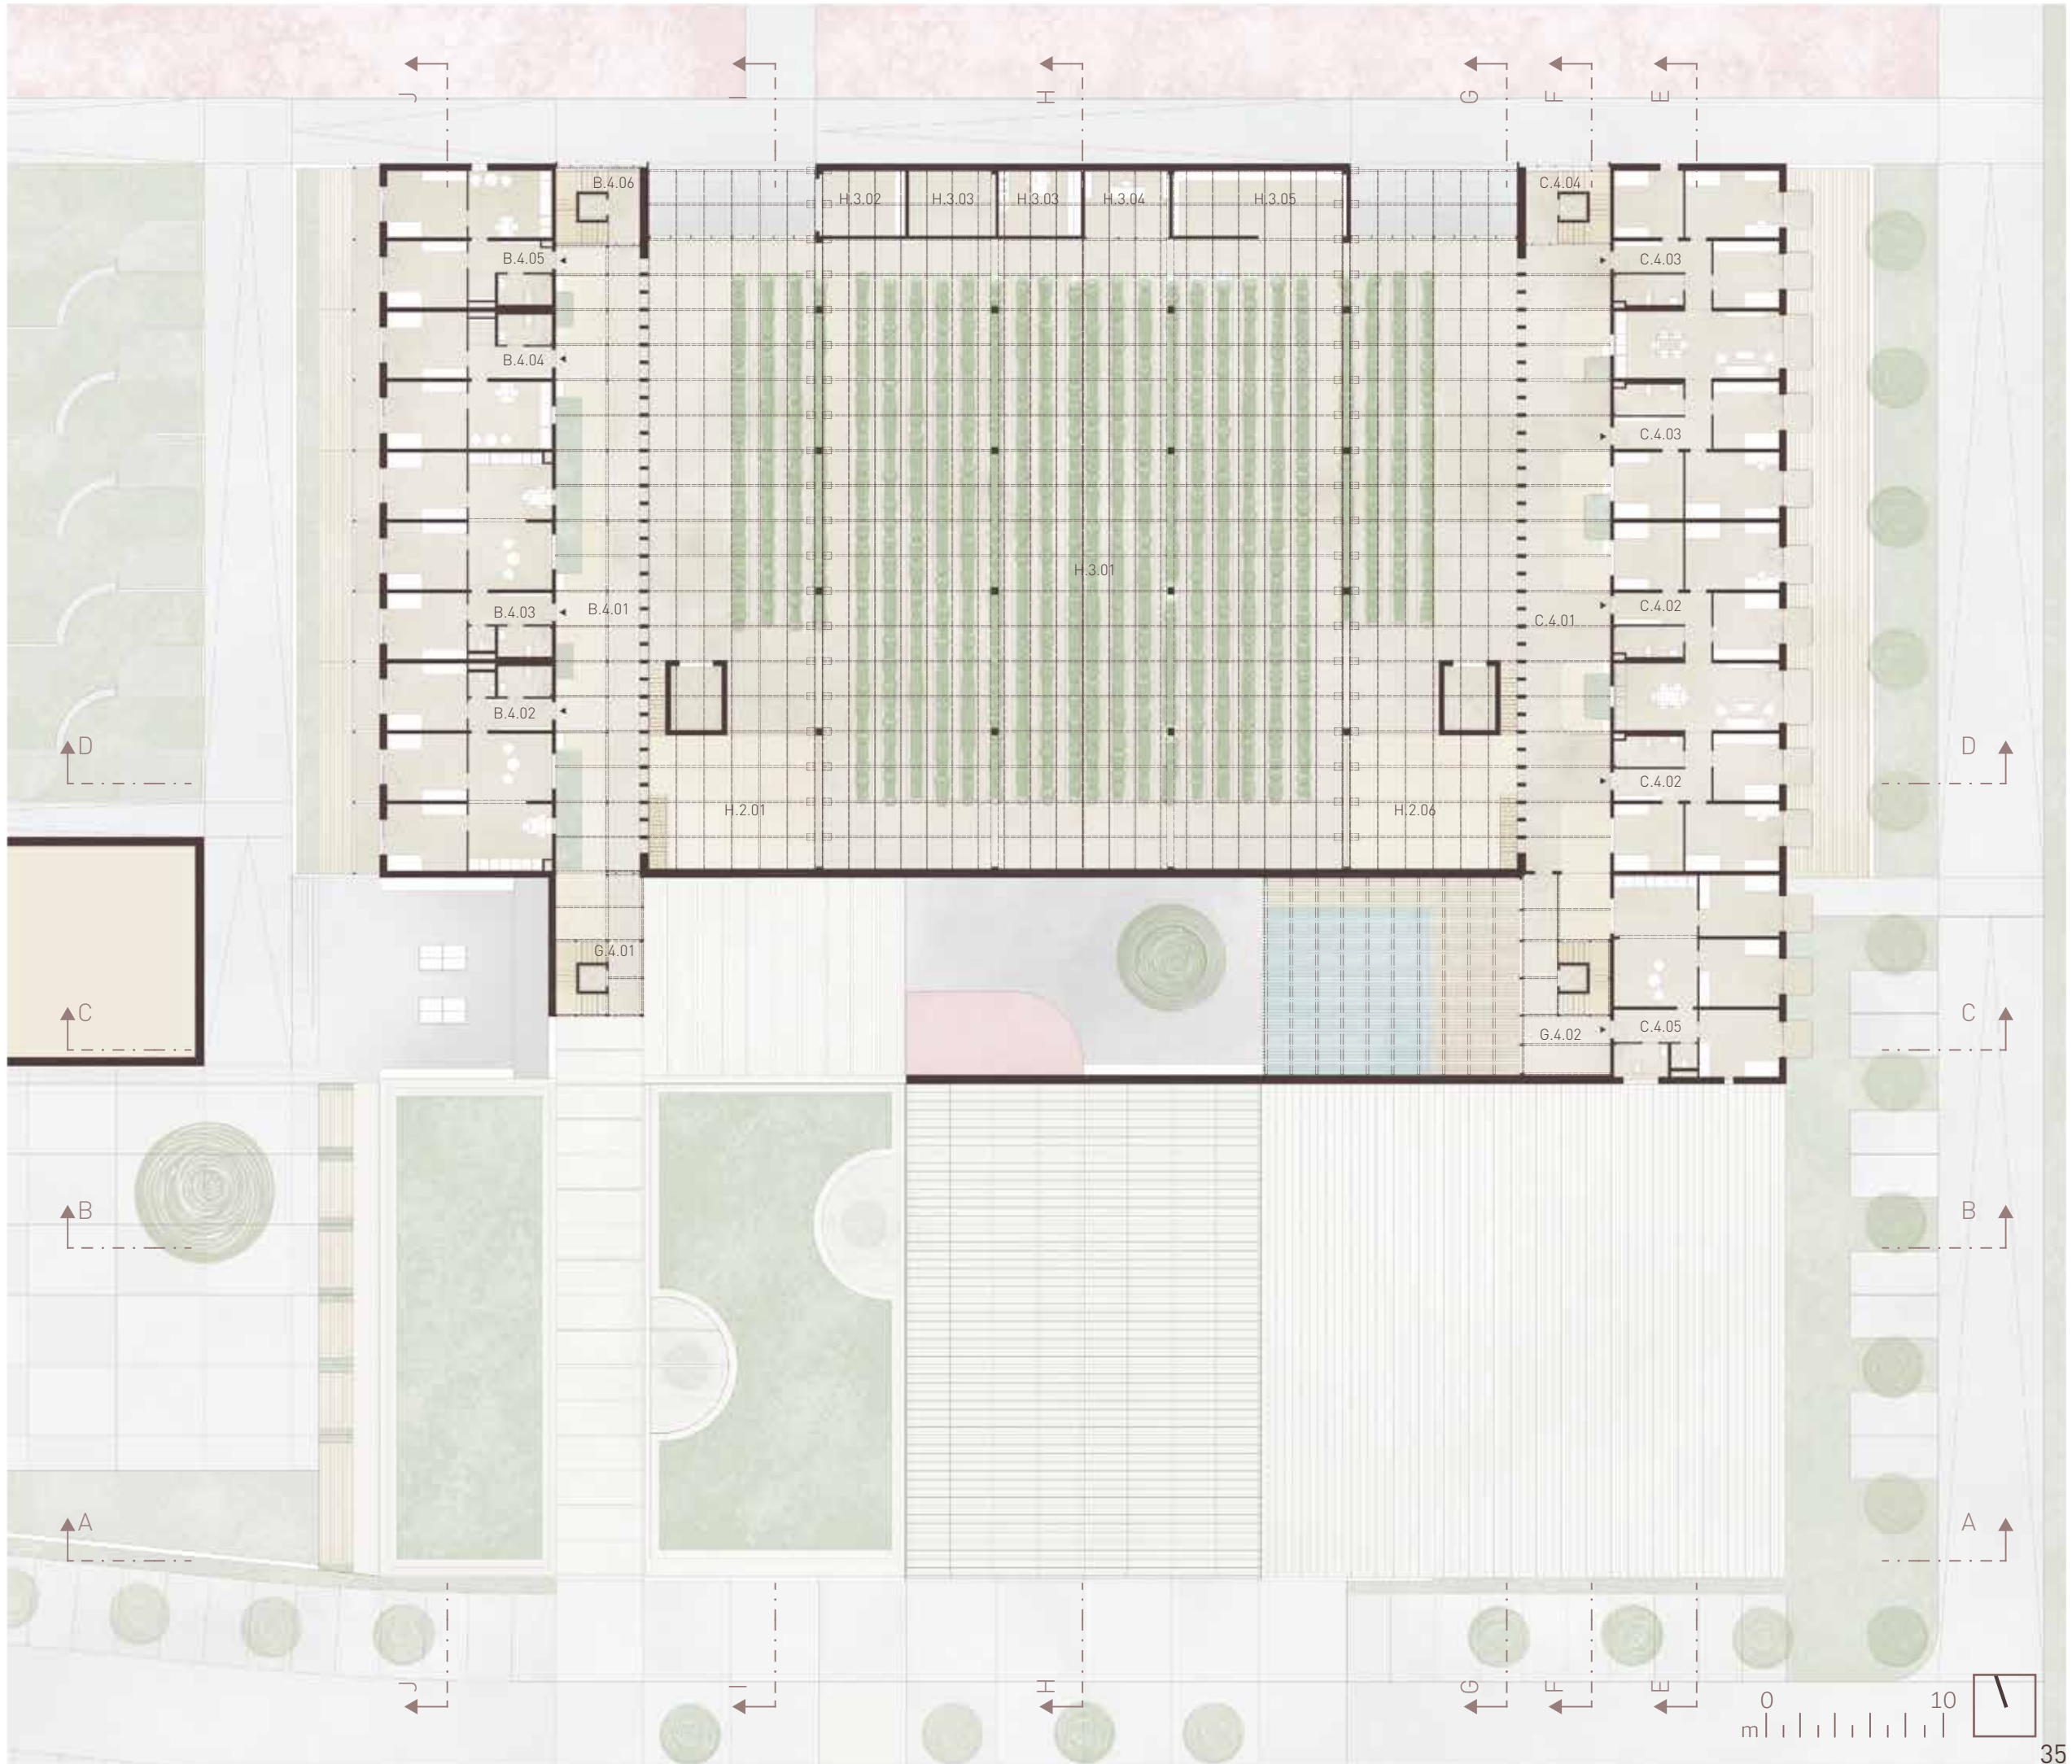 J I H G F E
B.4.06 H.3.02 H.3.03 H.3.03 H.3.04 H.3.05 C.4.04
B.4.05 C.4.03
B.4.04
C.4.03
H.3.01
B.4.03 B.4.01 C.4.02
C.4.01
B.4.02
D D
C.4.02
H.2.01 H.2.06
G.4.01
C C
G.4.02 C.4.05
B B
A A
J I H G F E
0 10
m
35